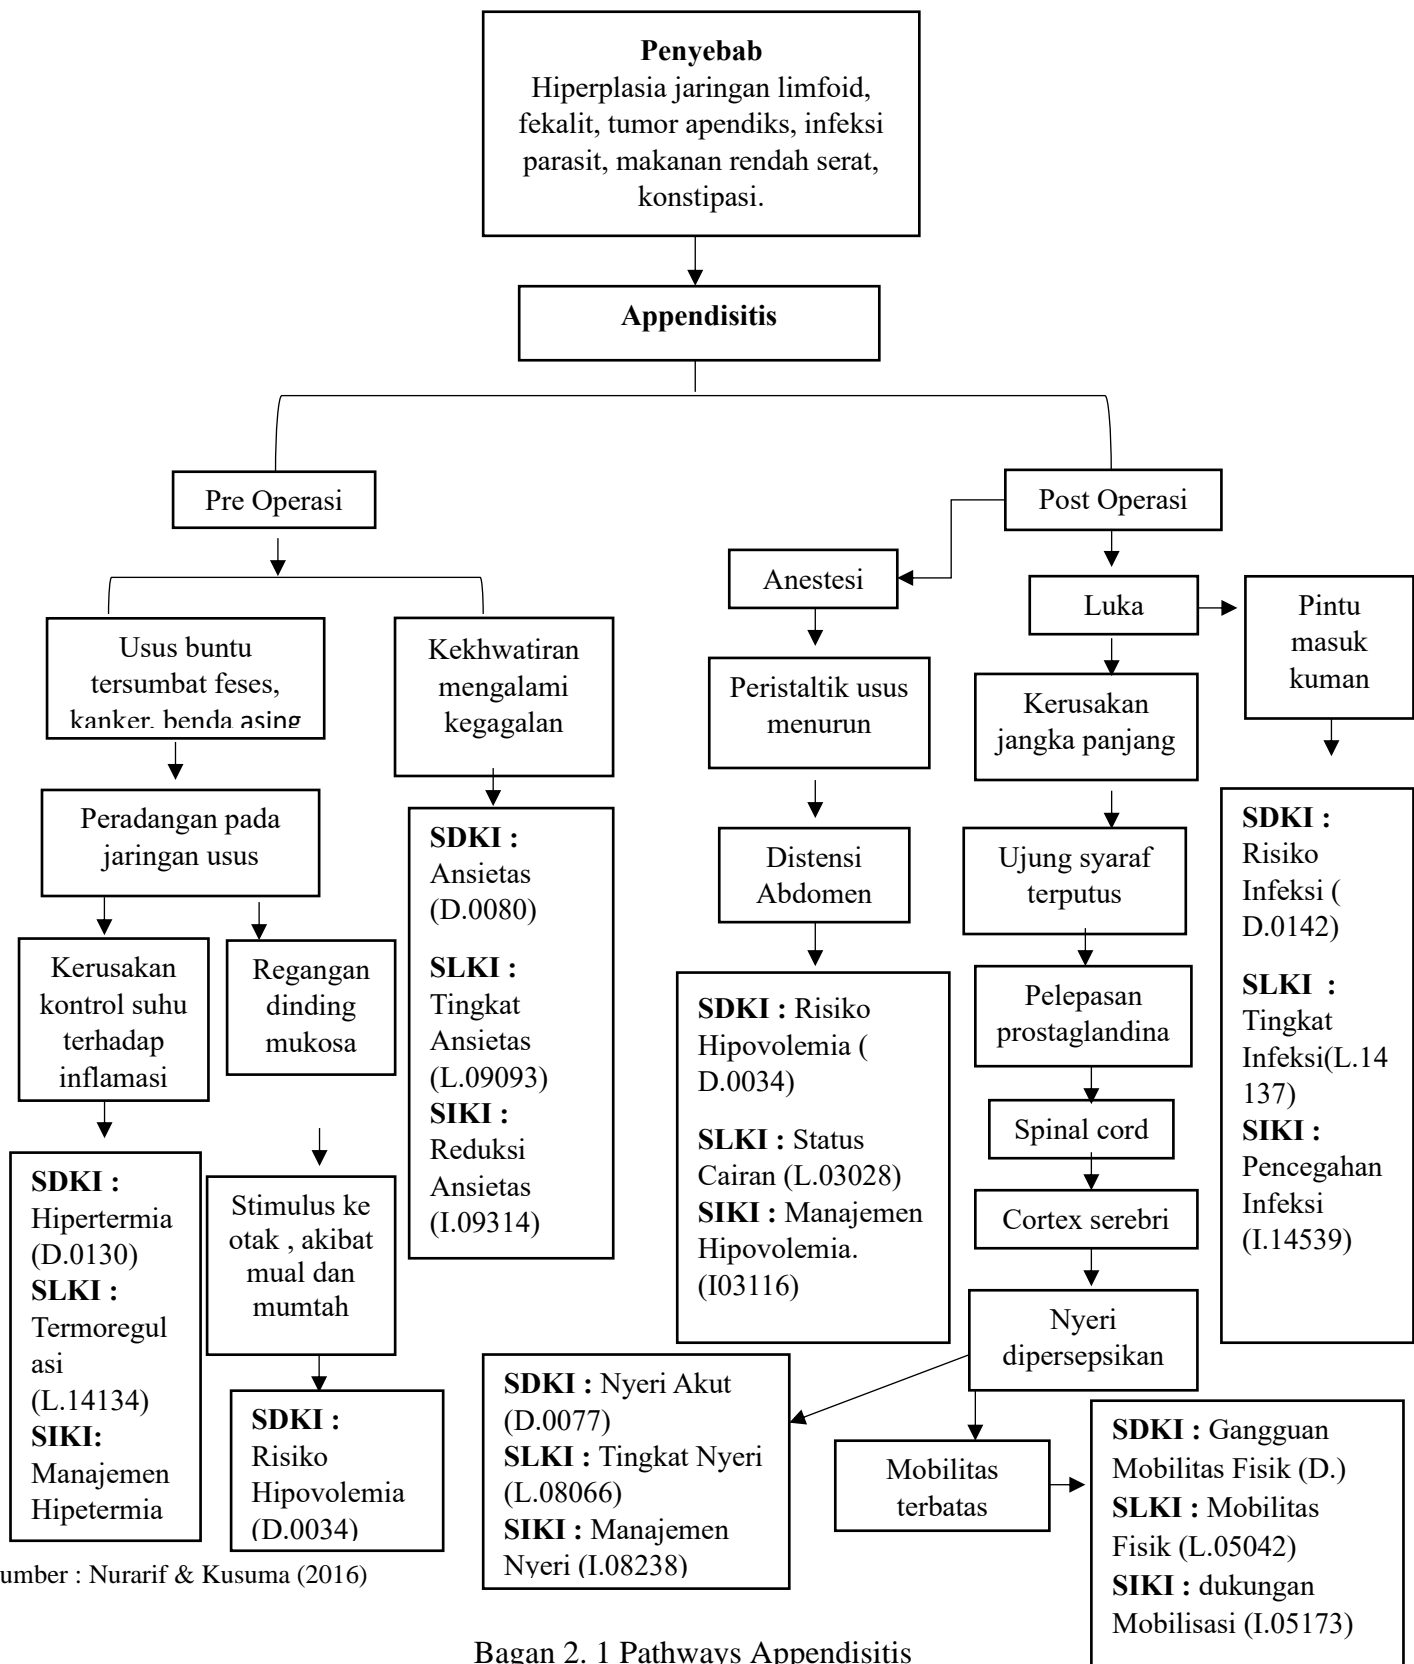 Penyebab
Hiperplasia jaringan limfoid,
fekalit, tumor apendiks, infeksi
parasit, makanan rendah serat,
konstipasi.
Appendisitis
Pre Operasi
Post Operasi
Usus buntu
tersumbat feses,
kanker, benda asing
Kekhwatiran
mengalami
kegagalan
Anestesi
Luka
Pintu
masuk
kuman
Peristaltik usus
menurun
Kerusakan
jangka panjang
Peradangan pada
jaringan usus
SDKI :
Ansietas
(D.0080)
SLKI :
Tingkat
Ansietas
(L.09093)
SIKI :
Reduksi
Ansietas
(I.09314)
Distensi
Abdomen
Ujung syaraf
terputus
SDKI :
Risiko
Infeksi (
D.0142)
SLKI  :
Tingkat
Infeksi(L.14
137)
SIKI :
Pencegahan
Infeksi
(I.14539)
Kerusakan
kontrol suhu
terhadap
inflamasi
Regangan
dinding
mukosa
SDKI : Risiko
Hipovolemia (
D.0034)
SLKI : Status
Cairan (L.03028)
SIKI : Manajemen
Hipovolemia.
(I03116)
Pelepasan
prostaglandina
Spinal cord
Cortex serebri
Nyeri
dipersepsikan
SDKI :
Hipertermia
(D.0130)
SLKI :
Termoregul
asi
(L.14134)
SIKI:
Manajemen
Hipetermia
Stimulus ke
otak , akibat
mual dan
mumtah
SDKI :
Risiko
Hipovolemia
(D.0034)
SDKI : Nyeri Akut
(D.0077)
SLKI : Tingkat Nyeri
(L.08066)
SIKI : Manajemen
Nyeri (I.08238)
Mobilitas
terbatas
SDKI : Gangguan
Mobilitas Fisik (D.)
SLKI : Mobilitas
Fisik (L.05042)
SIKI : dukungan
Mobilisasi (I.05173)
umber : Nurarif & Kusuma (2016)
Bagan 2. 1 Pathways Appendisitis